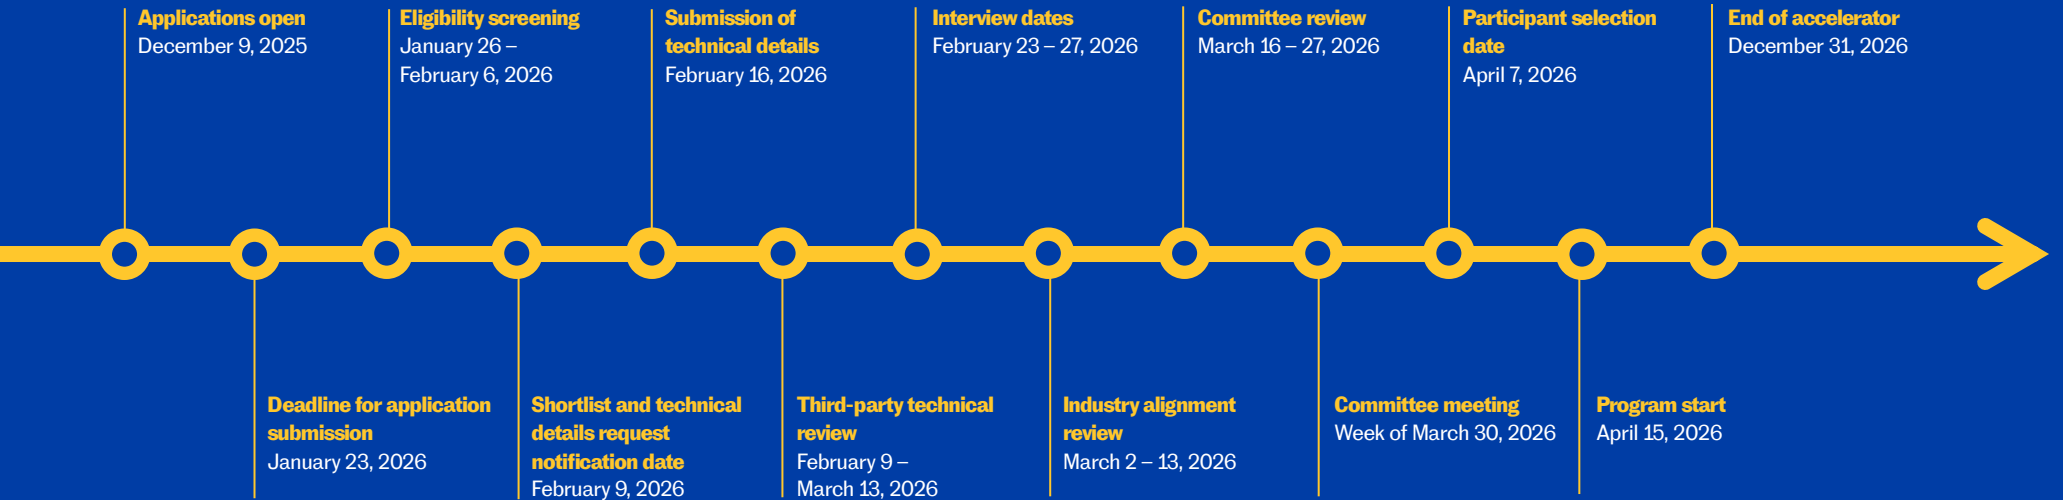 Applications open
December 9, 2025
Deadline for application
submission
January 23, 2026
Eligibility screening
January 26 –
February 6, 2026
Shortlist and technical
details request
notification date
February 9, 2026
Submission of
technical details
February 16, 2026
Third-party technical
review
February 9 –
March 13, 2026
Interview dates
February 23 – 27, 2026
Industry alignment
review
March 2 – 13, 2026
Committee review
March 16 – 27, 2026
Committee meeting
Week of March 30, 2026
Participant selection
date
April 7, 2026
Program start
April 15, 2026
End of accelerator
December 31, 2026